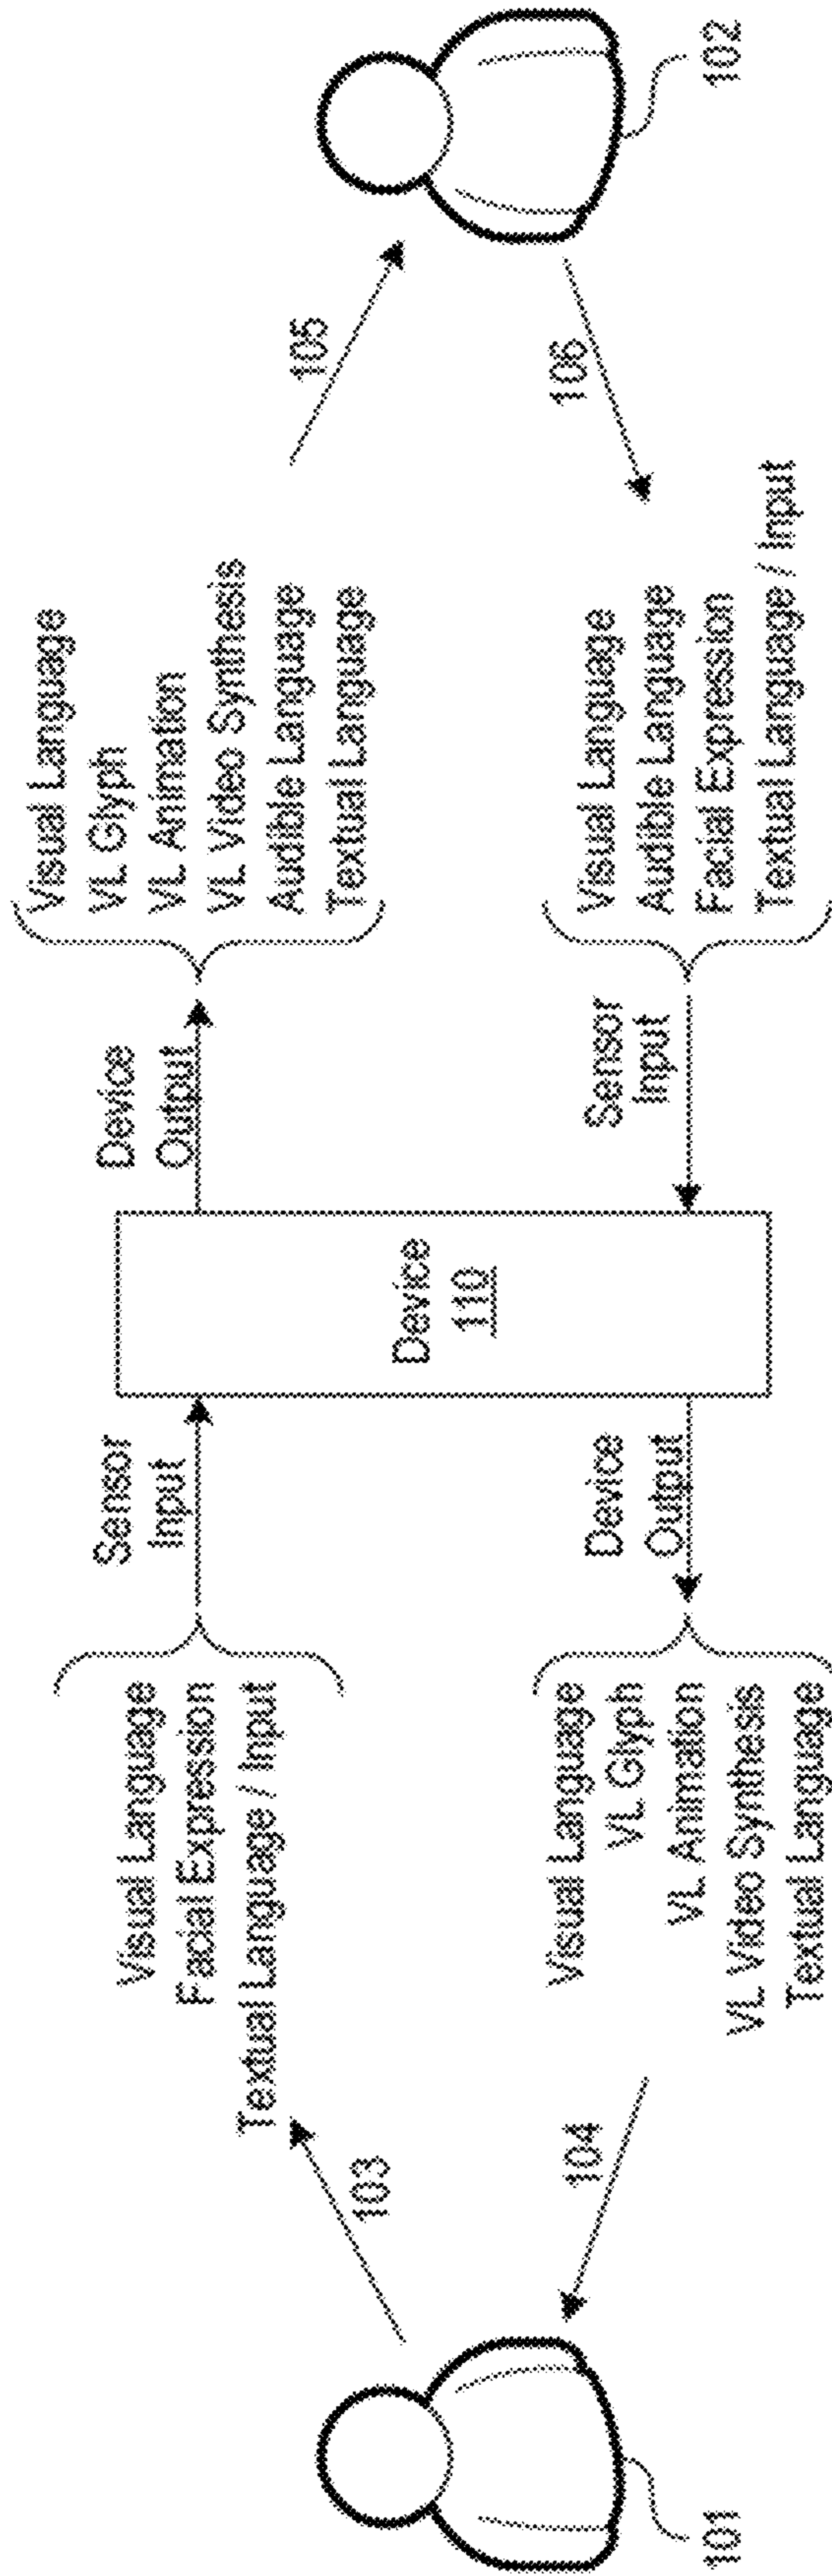 Visual Language
Facial Expression
Textual Language / Input
103
Sensor
Input
Device
Output
Visual Language
VL Glyph
VL Animation
VL Video Synthesis
Audible Language
Textual Language
105
101
104
Visual Language
VL Glyph
VL Animation
VL Video Synthesis
Textual Language
Device
Output
Device
110
Sensor
Input
Visual Language
Audible Language
Facial Expression
Textual Language / Input
106
102